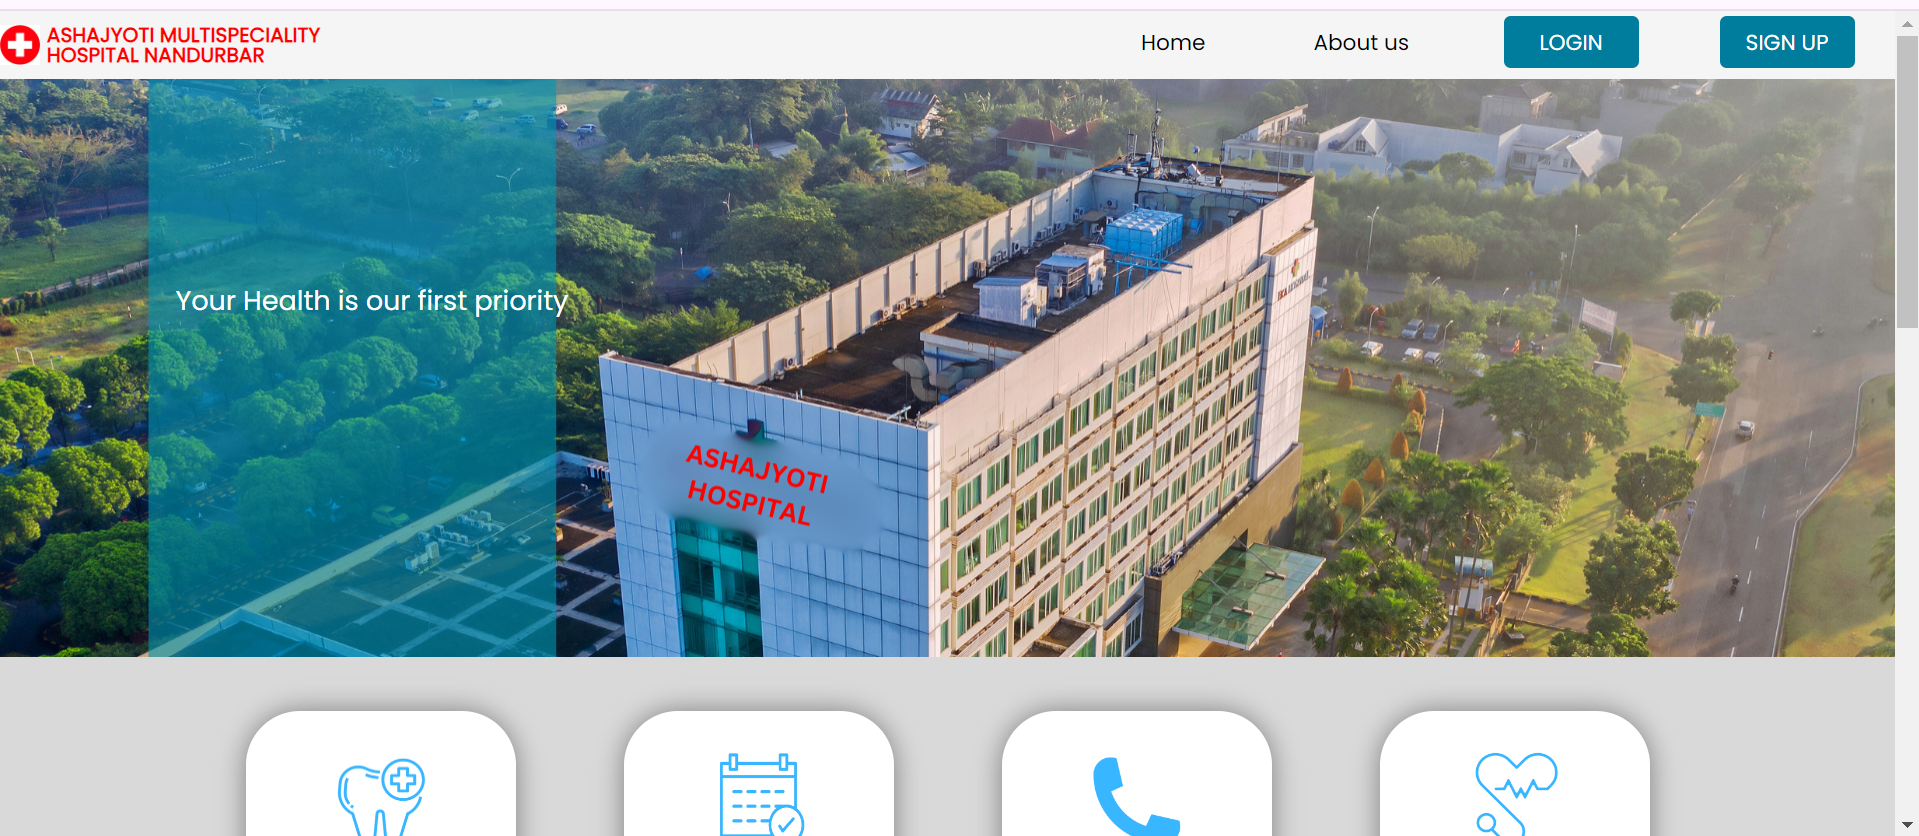 ASHAJYOTI MULTISPECIALITY
HOSPITAL NANDURBAR
Home
About us
LOGIN
SIGN UP
Your Health is our first priority
ASHAJYOTI
HOSPITAL